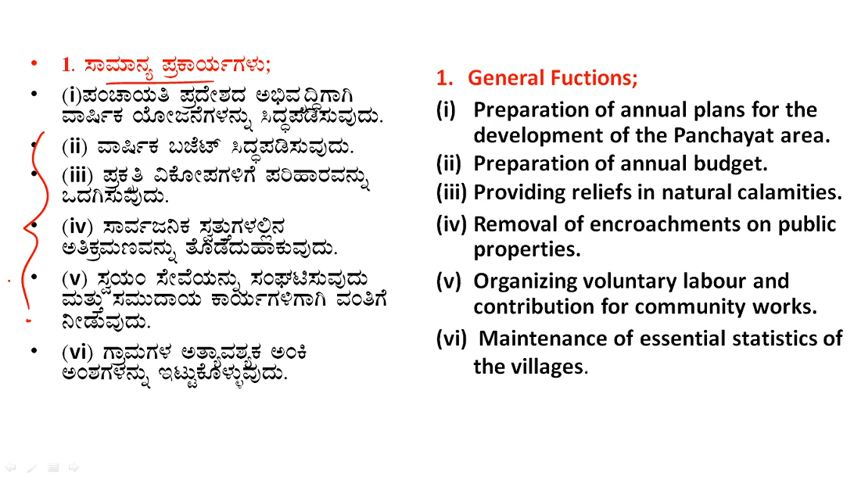 1. ಸಾಮಾನ್ಯ ಪ್ರಕಾರ್ಯಗಳು;
(i)ಪಂಚಾಯತಿ ಪ್ರದೇಶದ ಅಭಿವೃದ್ಧಿಗಾಗಿ
ವಾರ್ಷಿಕ ಯೋಜನೆಗಳನ್ನು ಸಿದ್ಧಪಡಿಸುವುದು.
(ii) ವಾರ್ಷಿಕ ಬಜೆಟ್ ಸಿದ್ಧಪಡಿಸುವುದು.
(iii) ಪ್ರಕೃತಿ ವಿಕೋಪಗಳಿಗೆ ಪರಿಹಾರವನ್ನು
ಒದಗಿಸುವುದು.
(iv) ಸಾರ್ವಜನಿಕ ಸ್ವತ್ತುಗಳಲ್ಲಿನ
ಅತಿಕ್ರಮಣವನ್ನು ತೊಡೆದುಹಾಕುವುದು.
(v) ಸ್ವಯಂ ಸೇವೆಯನ್ನು ಸಂಘಟಿಸುವುದು
ಮತ್ತು ಸಮುದಾಯ ಕಾರ್ಯಗಳಿಗಾಗಿ ವಂತಿಗೆ
ನೀಡುವುದು.
(vi) ಗ್ರಾಮಗಳ ಅತ್ಯಾವಶ್ಯಕ ಅಂಕಿ
ಅಂಶಗಳನ್ನು ಇಟ್ಟುಕೊಳ್ಳುವುದು.
1. General Fuctions;
(i) Preparation of annual plans for the
development of the Panchayat area.
(ii) Preparation of annual budget.
(iii) Providing reliefs in natural calamities.
(iv) Removal of encroachments on public
properties.
(v) Organizing voluntary labour and
contribution for community works.
(vi) Maintenance of essential statistics of
the villages.